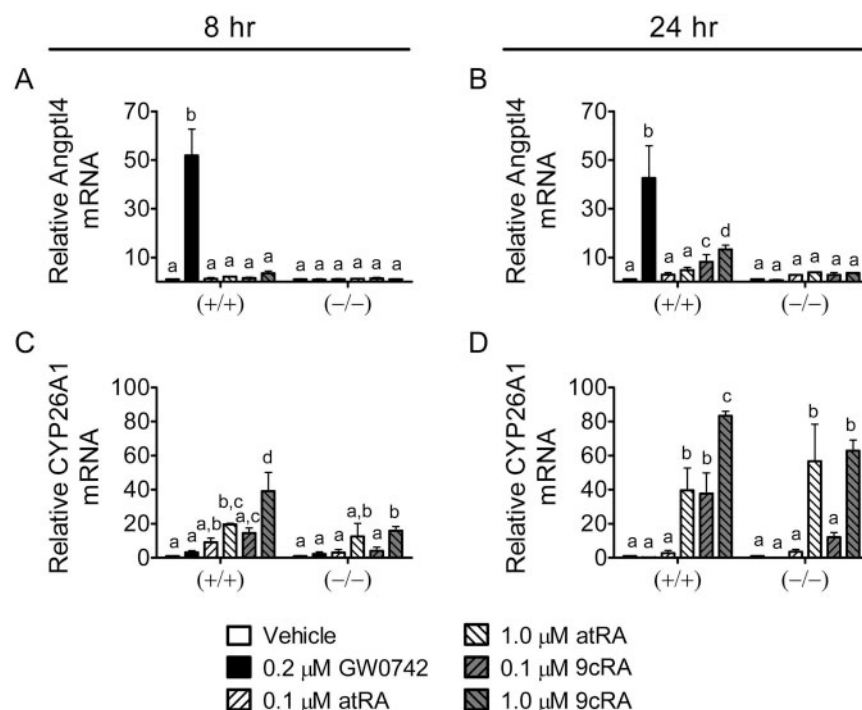 8 hr
24 hr
A
B
Relative Angptl4
mRNA
70
50
30
10
a b a a a a
a a a a a a
(+/+)
(−/−)
Relative Angptl4
mRNA
70
50
30
10
a b a a c d
a a a a a a
(+/+)
(−/−)
C
D
Relative CYP26A1
mRNA
100
80
60
40
20
0
a a a,b b,c a,c d
a a a a,b a b
(+/+)
(−/−)
Relative CYP26A1
mRNA
100
80
60
40
20
0
a a a b b c
a a a b a b
(+/+)
(−/−)
Vehicle
0.2 μM GW0742
0.1 μM atRA
1.0 μM atRA
0.1 μM 9cRA
1.0 μM 9cRA